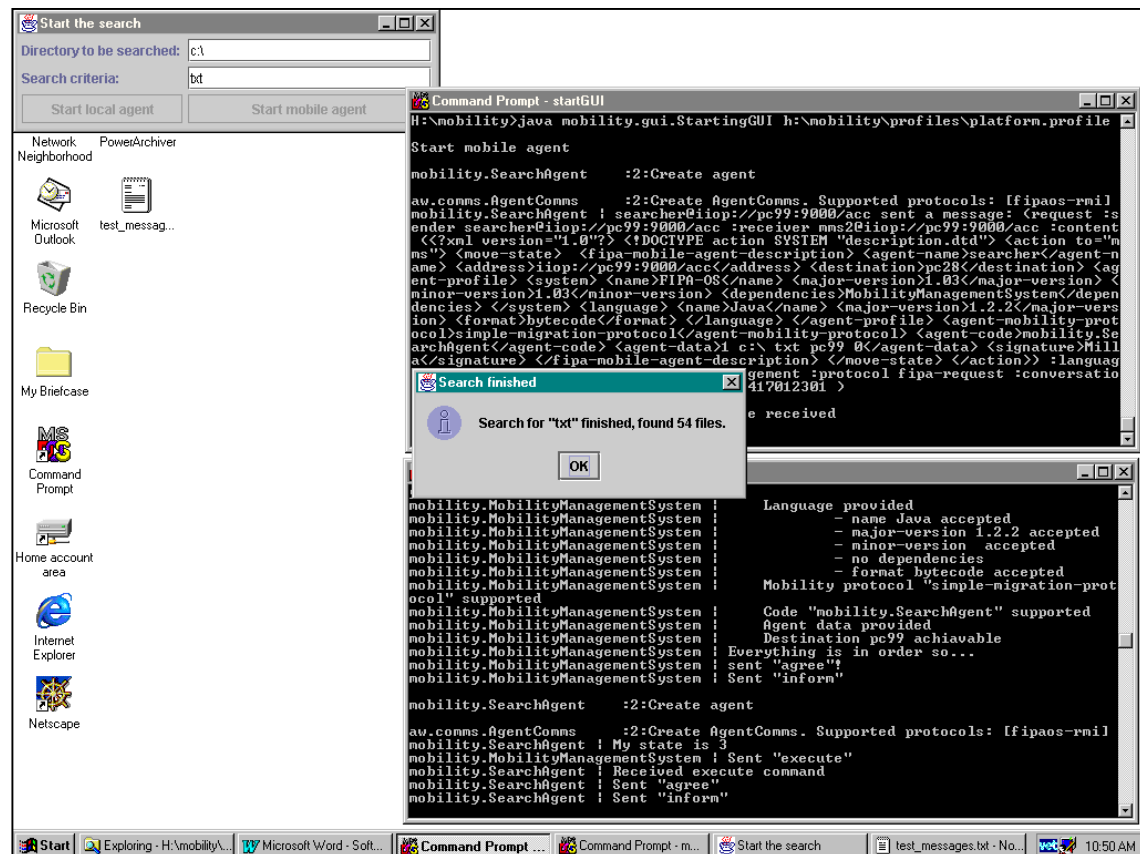 Start the search
Directory to be searched: c:\
Search criteria: txt
Start local agent Start mobile agent
Network Neighborhood
PowerArchiver
Microsoft Outlook
test_messag...
Recycle Bin
My Briefcase
MS
Command Prompt
Home account area
Internet Explorer
Netscape
Command Prompt - startGUI
H:\mobility>java mobility.gui.StartingGUI h:\mobility\profiles\platform.profile
Start mobile agent
mobility.SearchAgent :2:Create agent
aw.comms.AgentComms :2:Create AgentComms. Supported protocols: [fipaos-rmi]
mobility.SearchAgent ¦ searcher@iiop://pc99:9000/acc sent a message: (request :s
ender searcher@iiop://pc99:9000/acc :receiver mms2@iiop://pc99:9000/acc :content
(<?xml version="1.0"?> <!DOCTYPE action SYSTEM "description.dtd"> <action to="m
ms"> <move-state> <fipa-mobile-agent-description> <agent-name>searcher</agent-n
ame> <address>iiop://pc99:9000/acc</address> <destination>pc28</destination> <ag
ent-profile> <system> <name>FIPA-OS</name> <major-version>1.03</major-version> <
minor-version>1.03</minor-version> <dependencies>MobilityManagementSystem</depen
dencies> </system> <language> <name>Java</name> <major-version>1.2.2</major-vers
ion> <format>bytecode</format> </language> </agent-profile> <agent-mobility-prot
ocol>simple-migration-protocol</agent-mobility-protocol> <agent-code>mobility.Se
archAgent</agent-code> <agent-data>1 c:\ txt pc99 0</agent-data> <signature>Mill
a</signature> </fipa-mobile-agent-description> </move-state> </action>) :languag
gement :protocol fipa-request :conversatio
417012301 )
e received
Search finished
Search for "txt" finished, found 54 files.
OK
mobility.MobilityManagementSystem ¦ Language provided
mobility.MobilityManagementSystem ¦ - name Java accepted
mobility.MobilityManagementSystem ¦ - major-version 1.2.2 accepted
mobility.MobilityManagementSystem ¦ - minor-version accepted
mobility.MobilityManagementSystem ¦ - no dependencies
mobility.MobilityManagementSystem ¦ - format bytecode accepted
mobility.MobilityManagementSystem ¦ Mobility protocol "simple-migration-prot
ocol" supported
mobility.MobilityManagementSystem ¦ Code "mobility.SearchAgent" supported
mobility.MobilityManagementSystem ¦ Agent data provided
mobility.MobilityManagementSystem ¦ Destination pc99 achiavable
mobility.MobilityManagementSystem ¦ Everything is in order so...
mobility.MobilityManagementSystem ¦ sent "agree"!
mobility.MobilityManagementSystem ¦ Sent "inform"
mobility.SearchAgent :2:Create agent
aw.comms.AgentComms :2:Create AgentComms. Supported protocols: [fipaos-rmi]
mobility.SearchAgent ¦ My state is 3
mobility.MobilityManagementSystem ¦ Sent "execute"
mobility.SearchAgent ¦ Received execute command
mobility.SearchAgent ¦ Sent "agree"
mobility.SearchAgent ¦ Sent "inform"
Start Exploring - H:\mobility\... Microsoft Word - Soft... Command Prompt ... Command Prompt - m... Start the search test_messages.txt - No... vet 10:50 AM